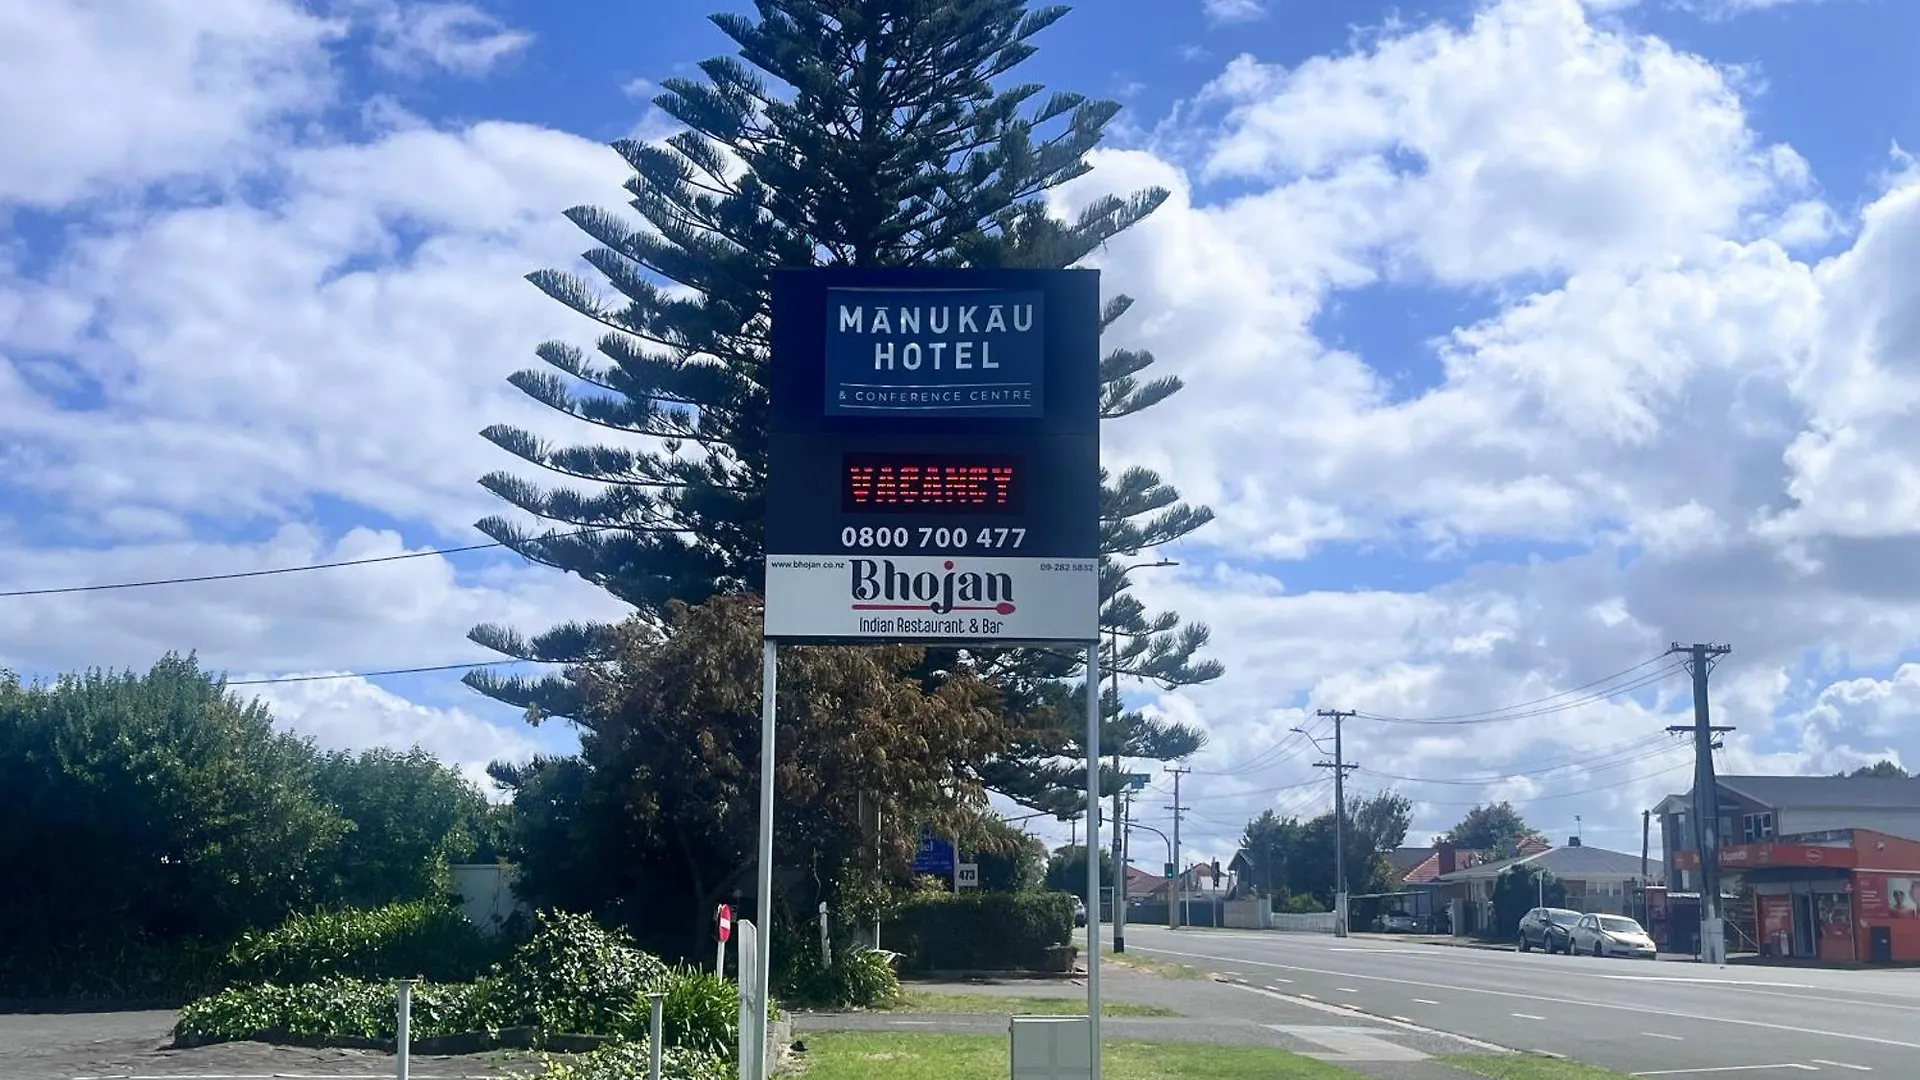 MĀNUKĀU
HOTEL
& CONFERENCE CENTRE
VACANCY
0800 700 477
www.bhojan.co.nz
Bhojan
09-282 5832
Indian Restaurant & Bar
473